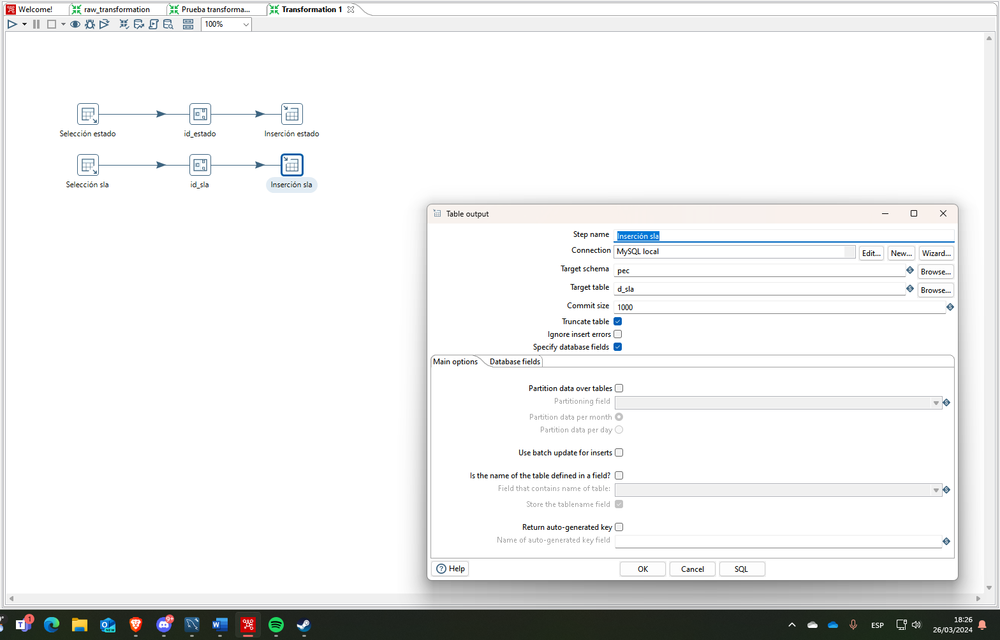 Welcome!
raw_transformation
Prueba transforma...
Transformation 1
100%
Selección estado
id_estado
Inserción estado
Selección sla
id_sla
Inserción sla
Table output
Step name
Inserción sla
Connection
MySQL local
Edit...
New...
Wizard...
Target schema
pec
Browse...
Target table
d_sla
Browse...
Commit size
1000
Truncate table
Ignore insert errors
Specify database fields
Main options
Database fields
Partition data over tables
Partitioning field
Partition data per month
Partition data per day
Use batch update for inserts
Is the name of the table defined in a field?
Field that contains name of table:
Store the tablename field
Return auto-generated key
Name of auto-generated key field
Help
OK
Cancel
SQL
1
NEW
9+
ESP
18:26
26/03/2024